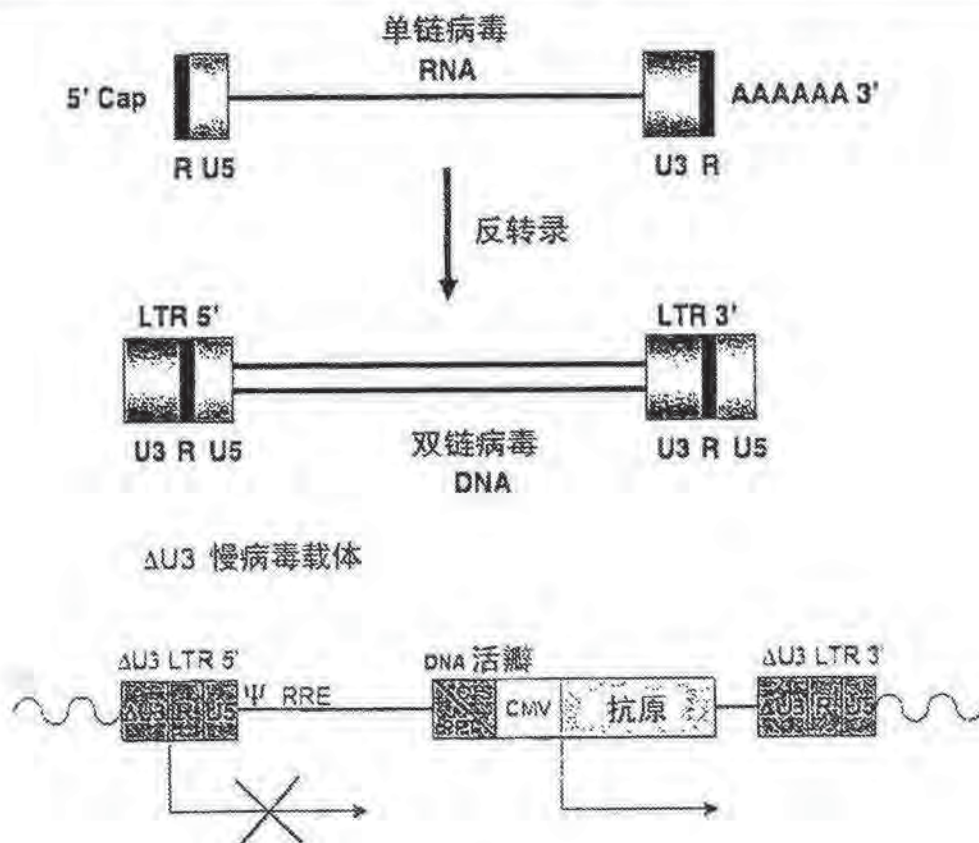 单链病毒
RNA
5' Cap
AAAAAA 3'
R U5
U3 R
反转录
LTR 5'
LTR 3'
U3 R U5
U3 R U5
双链病毒
DNA
ΔU3 慢病毒载体
ΔU3 LTR 5'
DNA 活瓣
ΔU3 LTR 3'
ΔU3 R U5
Ψ RRE
CMV
抗原
ΔU3 R U5